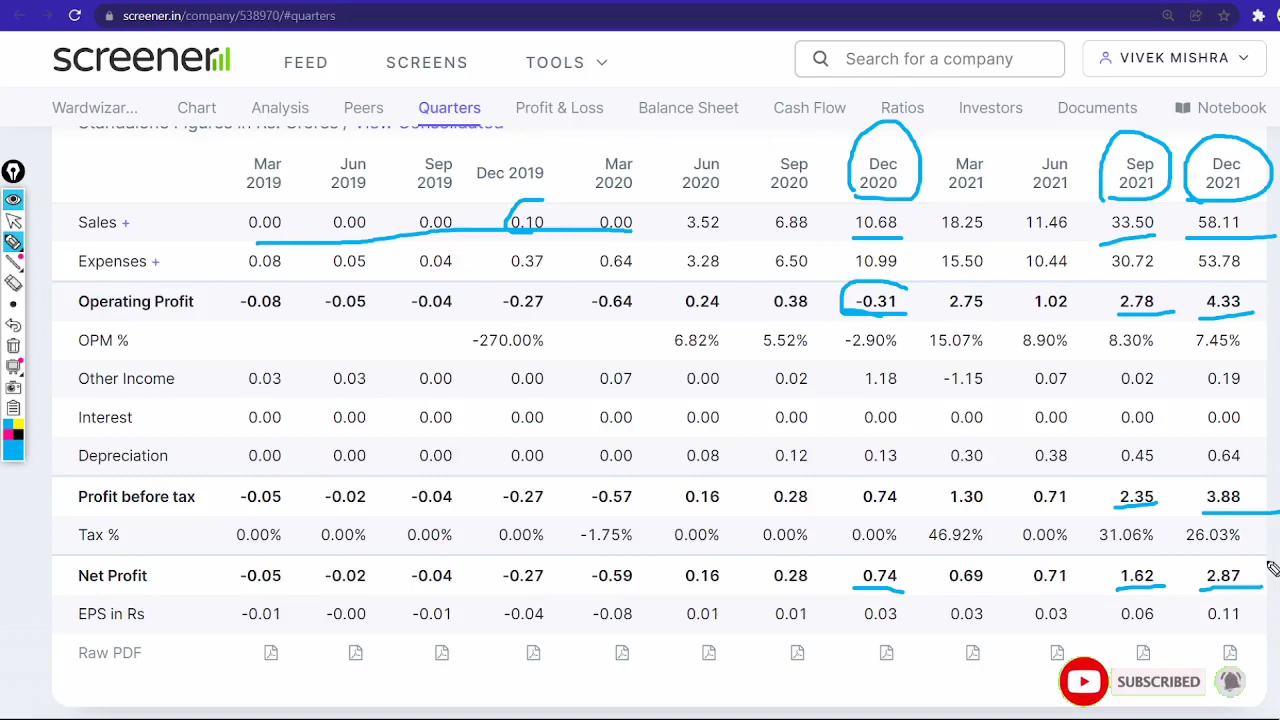 screener.in/company/538970/#quarters
screener FEED SCREENS TOOLS Search for a company VIVEK MISHRA
Wardwizar... Chart Analysis Peers Quarters Profit & Loss Balance Sheet Cash Flow Ratios Investors Documents Notebook
Standalone Figures in Rs. Crores / View Consolidated
Mar 2019 Jun 2019 Sep 2019 Dec 2019 Mar 2020 Jun 2020 Sep 2020 Dec 2020 Mar 2021 Jun 2021 Sep 2021 Dec 2021
Sales + 0.00 0.00 0.00 0.10 0.00 3.52 6.88 10.68 18.25 11.46 33.50 58.11
Expenses + 0.08 0.05 0.04 0.37 0.64 3.28 6.50 10.99 15.50 10.44 30.72 53.78
Operating Profit -0.08 -0.05 -0.04 -0.27 -0.64 0.24 0.38 -0.31 2.75 1.02 2.78 4.33
OPM % -270.00% 6.82% 5.52% -2.90% 15.07% 8.90% 8.30% 7.45%
Other Income 0.03 0.03 0.00 0.00 0.07 0.00 0.02 1.18 -1.15 0.07 0.02 0.19
Interest 0.00 0.00 0.00 0.00 0.00 0.00 0.00 0.00 0.00 0.00 0.00 0.00
Depreciation 0.00 0.00 0.00 0.00 0.00 0.08 0.12 0.13 0.30 0.38 0.45 0.64
Profit before tax -0.05 -0.02 -0.04 -0.27 -0.57 0.16 0.28 0.74 1.30 0.71 2.35 3.88
Tax % 0.00% 0.00% 0.00% 0.00% -1.75% 0.00% 0.00% 0.00% 46.92% 0.00% 31.06% 26.03%
Net Profit -0.05 -0.02 -0.04 -0.27 -0.59 0.16 0.28 0.74 0.69 0.71 1.62 2.87
EPS in Rs -0.01 -0.00 -0.01 -0.04 -0.08 0.01 0.01 0.03 0.03 0.03 0.06 0.11
Raw PDF
SUBSCRIBED